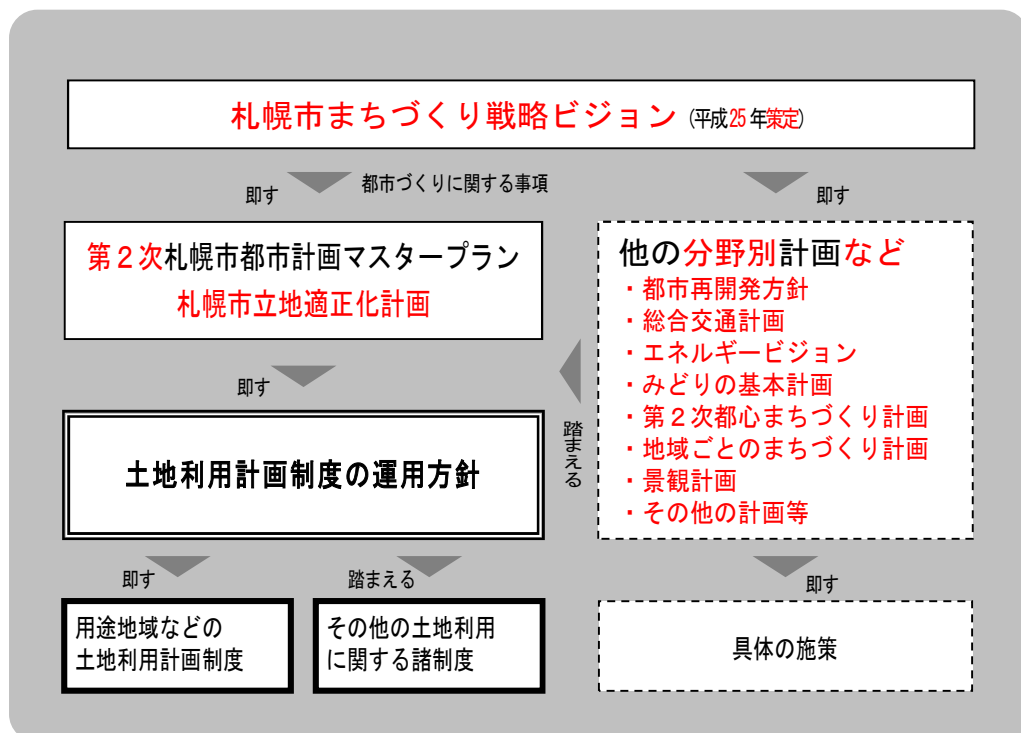 札幌市まちづくり戦略ビジョン (平成25年策定)
即す
都市づくりに関する事項
即す
第２次札幌市都市計画マスタープラン
札幌市立地適正化計画
他の分野別計画など
・都市再開発方針
・総合交通計画
・エネルギービジョン
・みどりの基本計画
・第２次都心まちづくり計画
・地域ごとのまちづくり計画
・景観計画
・その他の計画等
即す
踏まえる
土地利用計画制度の運用方針
即す
踏まえる
即す
用途地域などの
土地利用計画制度
その他の土地利用
に関する諸制度
具体の施策